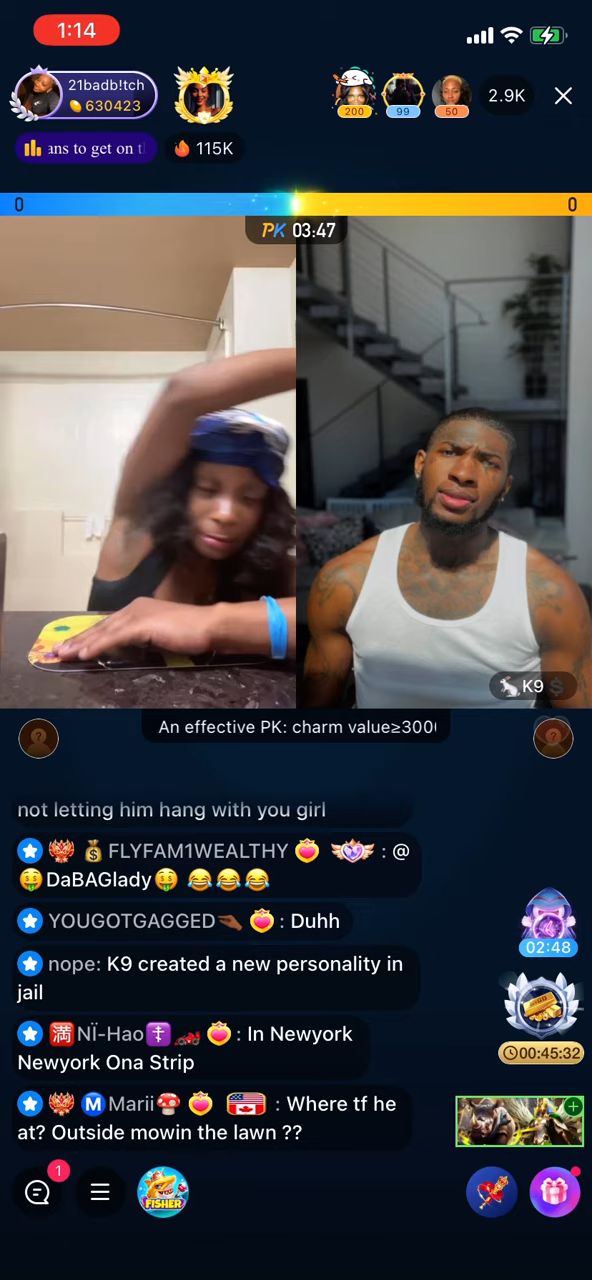 1:14
21badb!tch
630423
200
99
50
2.9K
ans to get on t
115K
0
0
PK 03:47
K9
An effective PK: charm value≥300
not letting him hang with you girl
FLYFAM1WEALTHY : @
DaBAGlady 😂😂😂
YOUGOTGAGGED : Duhh
nope: K9 created a new personality in
jail
満 NÏ-Hao : In Newyork
Newyork Ona Strip
M Marii🍄 : Where tf he
at? Outside mowin the lawn ??
02:48
00:45:32
1
FISHER